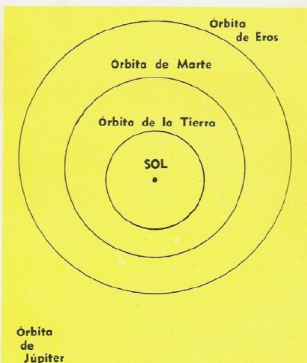 Órbita
de Eros
Órbita de Marte
Órbita de la Tierra
SOL
Órbita
de
Júpiter